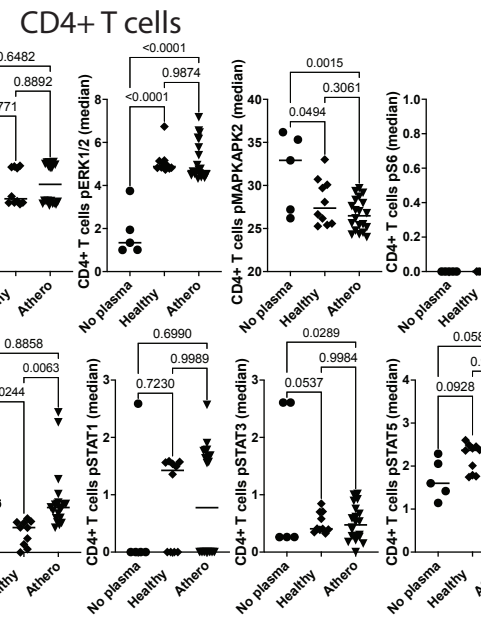 CD4+ T cells
0.6482
0.8892
Athero
CD4+ T cells pERK1/2 (median)
8
6
4
2
0
<0.0001
0.9874
<0.0001
No plasma
Healthy
Athero
CD4+ T cells pMAPKAPK2 (median)
40
35
30
25
20
0.0015
0.3061
0.0494
No plasma
Healthy
Athero
CD4+ T cells pS6 (median)
1.0
0.8
0.6
0.4
0.2
0.0
No plasma
0.8858
0.0063
Athero
CD4+ T cells pSTAT1 (median)
3
2
1
0
0.6990
0.9989
0.7230
No plasma
Healthy
Athero
CD4+ T cells pSTAT3 (median)
3
2
1
0
0.0289
0.9984
0.0537
No plasma
Healthy
Athero
CD4+ T cells pSTAT5 (median)
4
3
2
1
0
0.0928
No plasma
Healthy